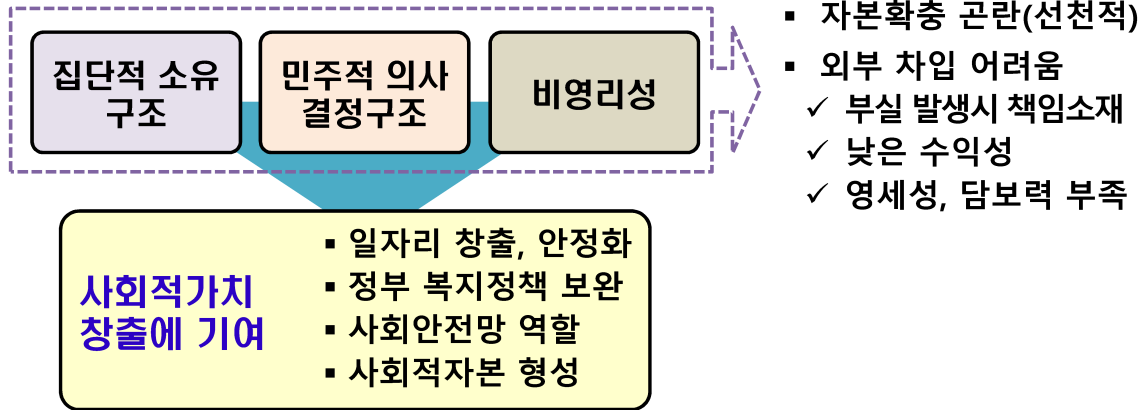 집단적 소유
구조
민주적 의사
결정구조
비영리성
▪ 자본확충 곤란(선천적)
▪ 외부 차입 어려움
✓ 부실 발생시 책임소재
✓ 낮은 수익성
✓ 영세성, 담보력 부족
사회적가치
창출에 기여
▪ 일자리 창출, 안정화
▪ 정부 복지정책 보완
▪ 사회안전망 역할
▪ 사회적자본 형성